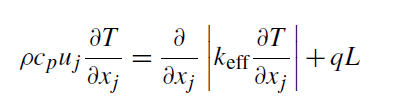 ρc_p u_j ∂T/∂x_j = ∂/∂x_j |k_eff ∂T/∂x_j| + qL